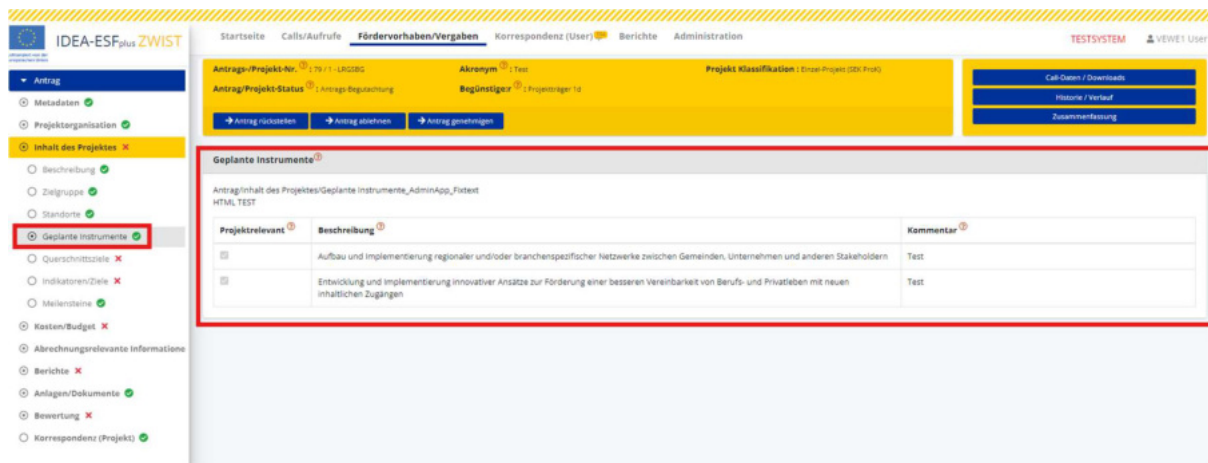 IDEA-ESFplus ZWIST
Startseite Calls/Aufrufe Fördervorhaben/Vergaben Korrespondenz (User) Berichte Administration
TESTSYSTEM VEWE1 User
Antrag
Metadaten
Projektorganisation
Inhalt des Projektes
Beschreibung
Zielgruppe
Standorte
Geplante Instrumente
Querschnittsziele
Indikatoren/Ziele
Meilensteine
Kosten/Budget
Abrechnungsrelevante Informatione
Berichte
Anlagen/Dokumente
Bewertung
Korrespondenz (Projekt)
Antrags-/Projekt-Nr. : 79 / 1 - LRGSBG Akronym : Test Projekt Klassifikation : Einzel-Projekt (SEK ProK)
Antrag/Projekt-Status : Antrags-Begutachtung Begünstige:r : Projektträger 1d
Antrag rückstellen Antrag ablehnen Antrag genehmigen
Call-Daten / Downloads
Historie / Verlauf
Zusammenfassung
Geplante Instrumente
Antrag/Inhalt des Projektes/Geplante Instrumente_AdminApp_Fixtext
HTML TEST
Projektrelevant Beschreibung Kommentar
Aufbau und Implementierung regionaler und/oder branchenspezifischer Netzwerke zwischen Gemeinden, Unternehmen und anderen Stakeholdern Test
Entwicklung und Implementierung innovativer Ansätze zur Förderung einer besseren Vereinbarkeit von Berufs- und Privatleben mit neuen Test
inhaltlichen Zugängen